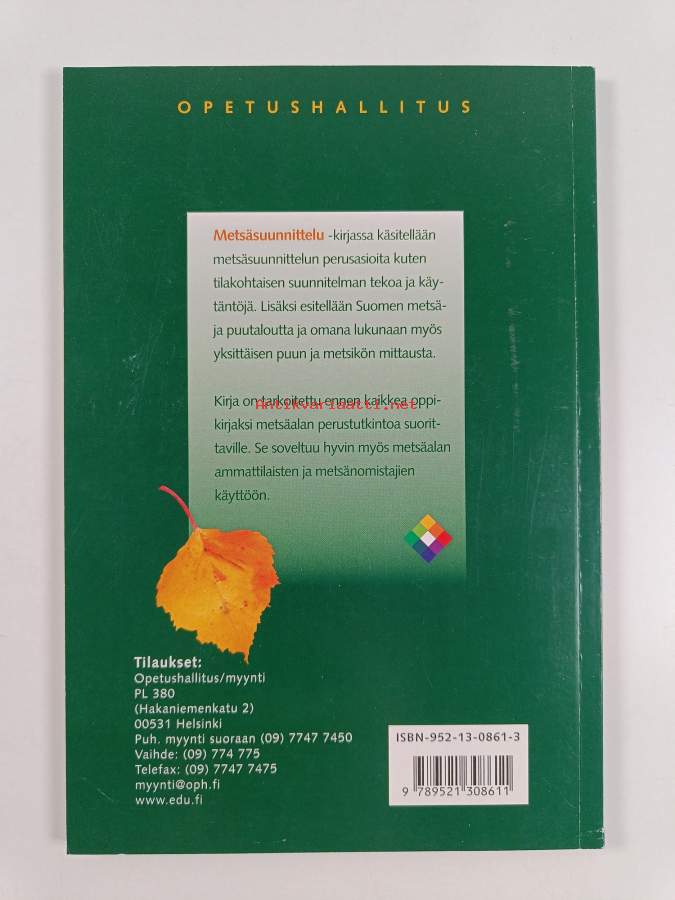 OPETUSHALLITUS
Metsäsuunnittelu -kirjassa käsitellään
metsäsuunnittelun perusasioita kuten
tilakohtaisen suunnitelman tekoa ja käy-
täntöjä. Lisäksi esitellään Suomen metsä-
ja puutaloutta ja omana lukunaan myös
yksittäisen puun ja metsikön mittausta.
Kirja on tarkoitettu ennen kaikkea oppi-
Antikvariaatti.net
kirjaksi metsäalan perustutkintoa suorit-
taville. Se soveltuu hyvin myös metsäalan
ammattilaisten ja metsänomistajien
käyttöön.
Tilaukset:
Opetushallitus/myynti
PL 380
(Hakaniemenkatu 2)
00531 Helsinki
Puh. myynti suoraan (09) 7747 7450
Vaihde: (09) 774 775
Telefax: (09) 7747 7475
myynti@oph.fi
www.edu.fi
ISBN-952-13-0861-3
9 789521 308611